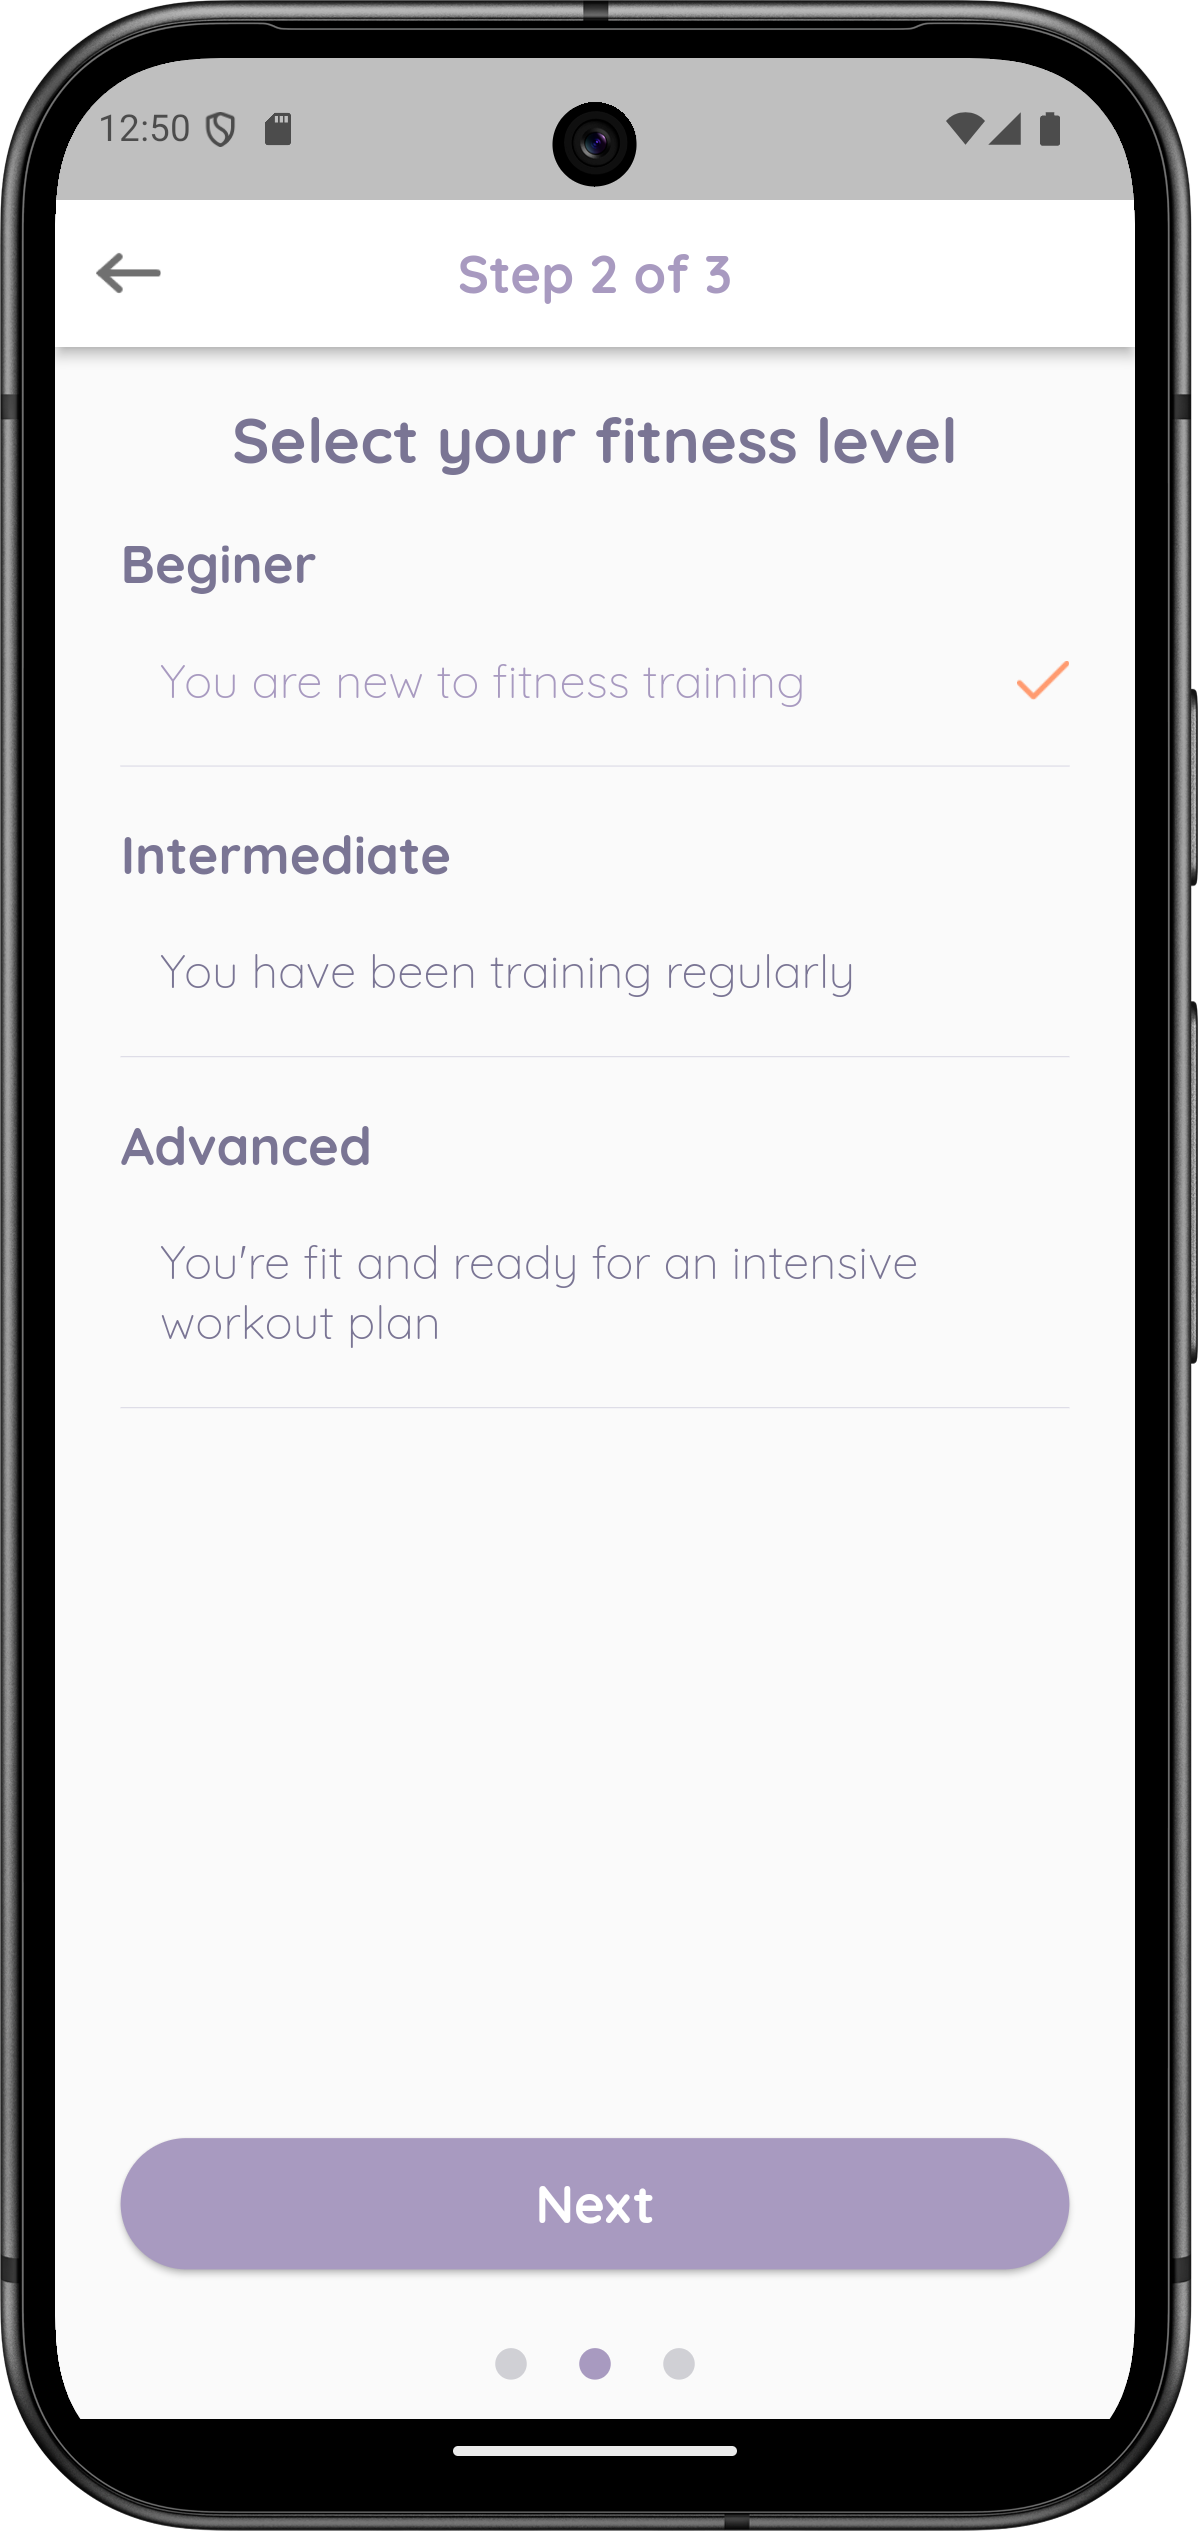 12:50
Step 2 of 3
Select your fitness level
Beginer
You are new to fitness training
Intermediate
You have been training regularly
Advanced
You're fit and ready for an intensive
workout plan
Next